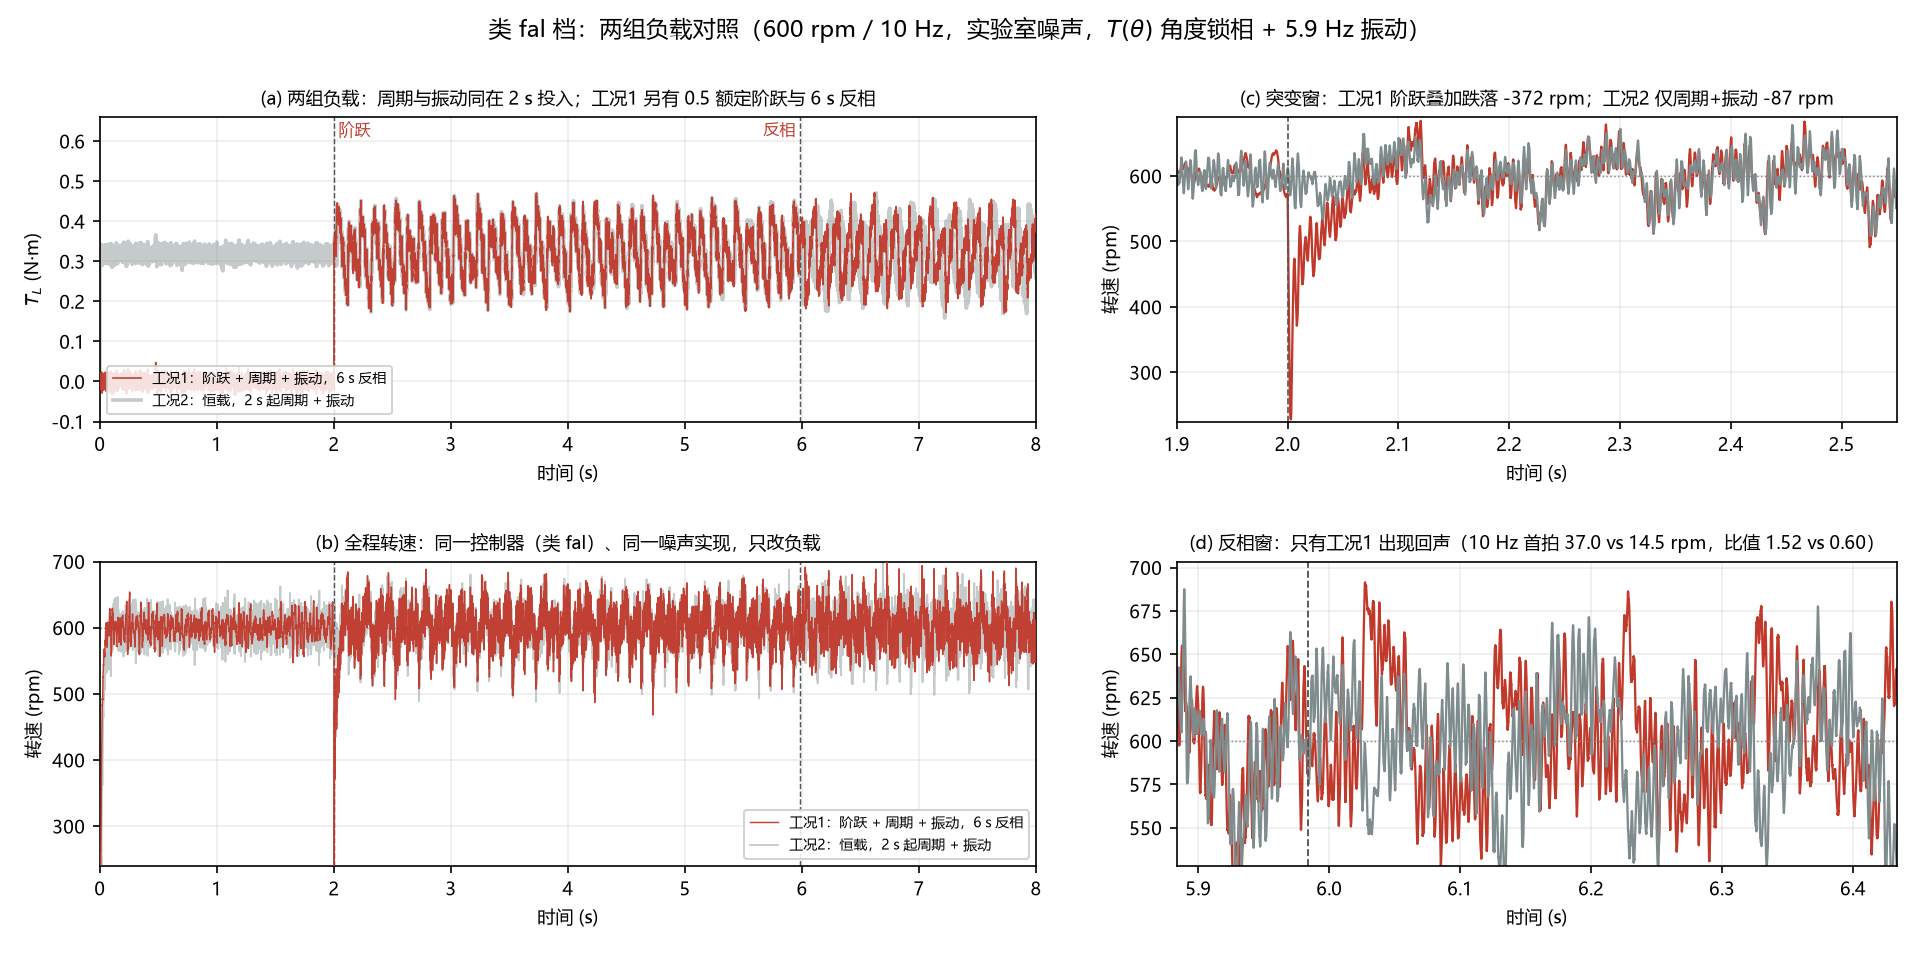 类 fal 档：两组负载对照（600 rpm / 10 Hz，实验室噪声，T(θ) 角度锁相 + 5.9 Hz 振动）
(a) 两组负载：周期与振动同在 2 s 投入；工况1 另有 0.5 额定阶跃与 6 s 反相
阶跃
反相
T_L (N·m)
0.6
0.5
0.4
0.3
0.2
0.1
0.0
-0.1
工况1：阶跃 + 周期 + 振动，6 s 反相
工况2：恒载，2 s 起周期 + 振动
0 1 2 3 4 5 6 7 8
时间 (s)
(c) 突变窗：工况1 阶跃叠加跌落 -372 rpm；工况2 仅周期+振动 -87 rpm
转速 (rpm)
600
500
400
300
1.9 2.0 2.1 2.2 2.3 2.4 2.5
时间 (s)
(b) 全程转速：同一控制器（类 fal）、同一噪声实现，只改负载
转速 (rpm)
700
600
500
400
300
工况1：阶跃 + 周期 + 振动，6 s 反相
工况2：恒载，2 s 起周期 + 振动
0 1 2 3 4 5 6 7 8
时间 (s)
(d) 反相窗：只有工况1 出现回声（10 Hz 首拍 37.0 vs 14.5 rpm，比值 1.52 vs 0.60）
转速 (rpm)
700
675
650
625
600
575
550
5.9 6.0 6.1 6.2 6.3 6.4
时间 (s)